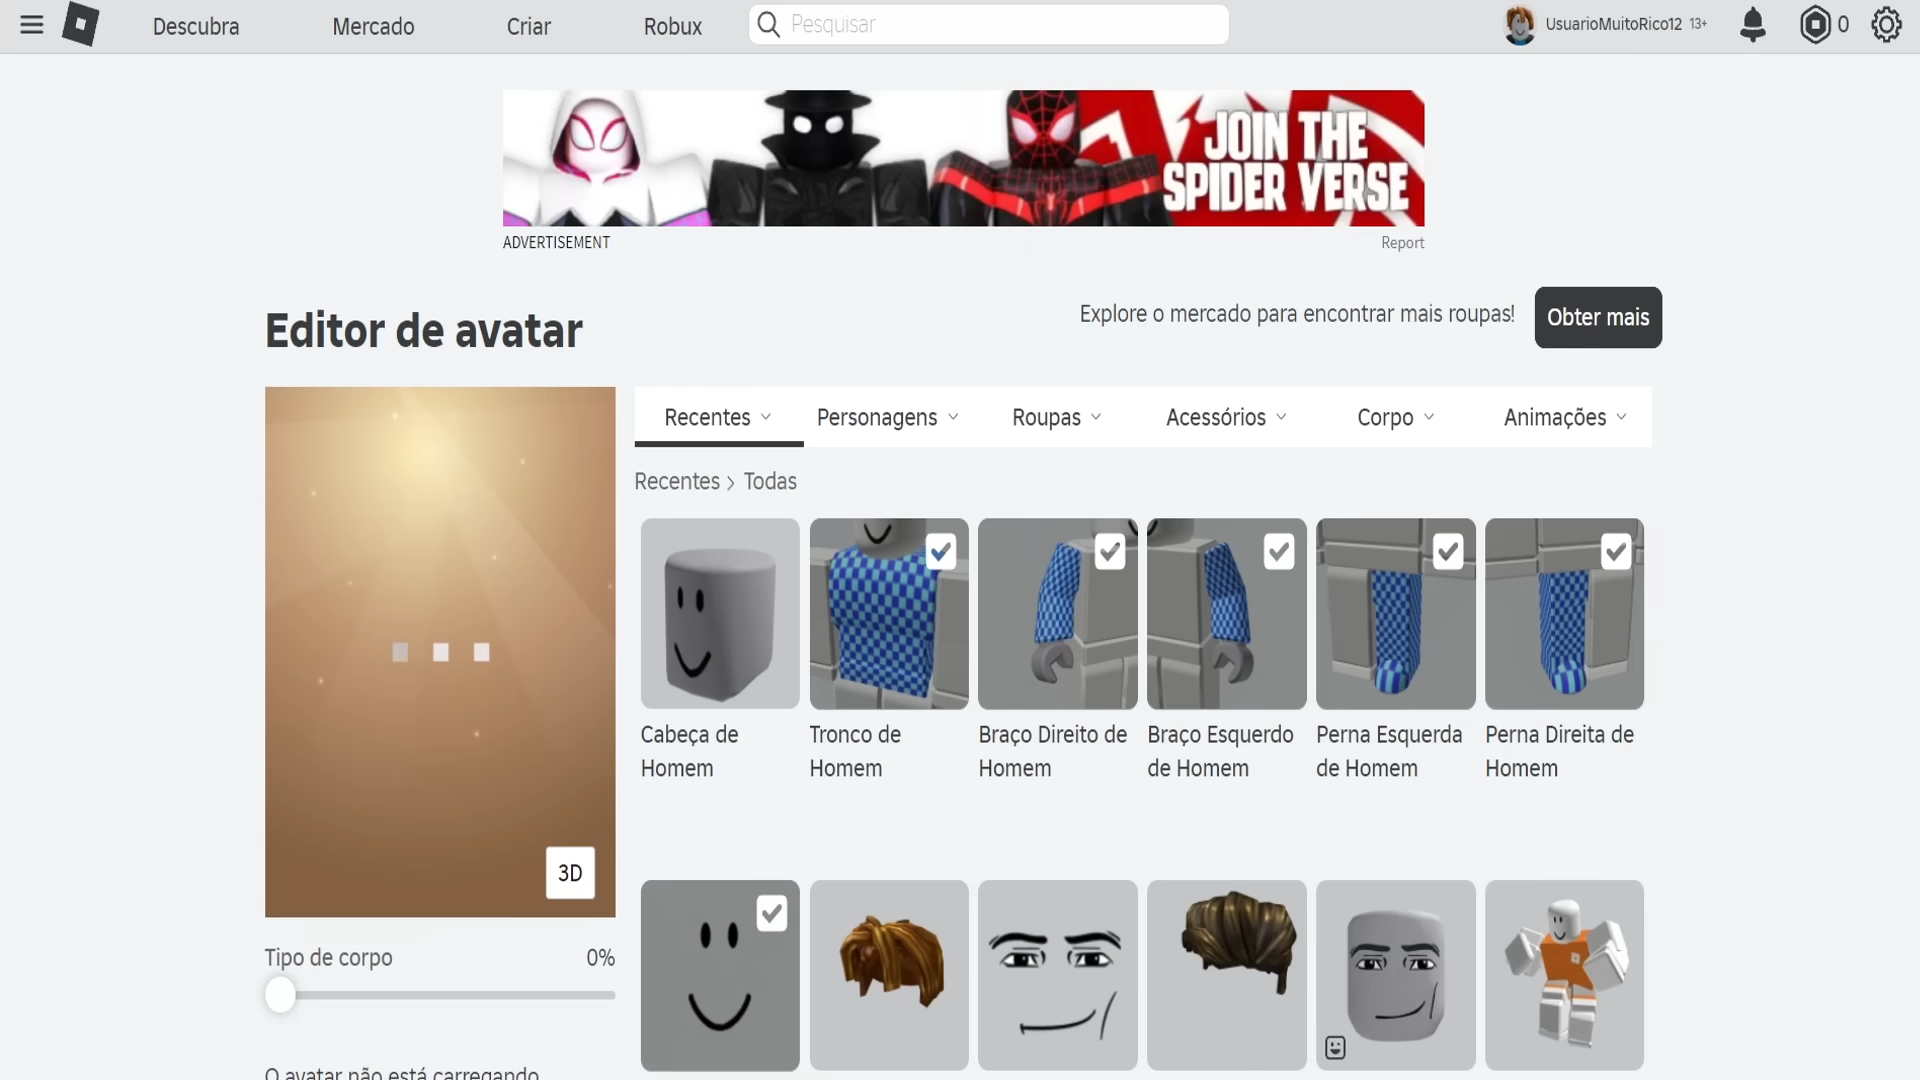 Descubra
Mercado
Criar
Robux
Pesquisar
UsuarioMuitoRico12 13+
0
JOIN THE
SPIDER VERSE
ADVERTISEMENT
Report
Editor de avatar
Explore o mercado para encontrar mais roupas!
Obter mais
Recentes
Personagens
Roupas
Acessórios
Corpo
Animações
Recentes > Todas
3D
Cabeça de
Homem
Tronco de
Homem
Braço Direito de
Homem
Braço Esquerdo
de Homem
Perna Esquerda
de Homem
Perna Direita de
Homem
Tipo de corpo
0%
O avatar não está carregando